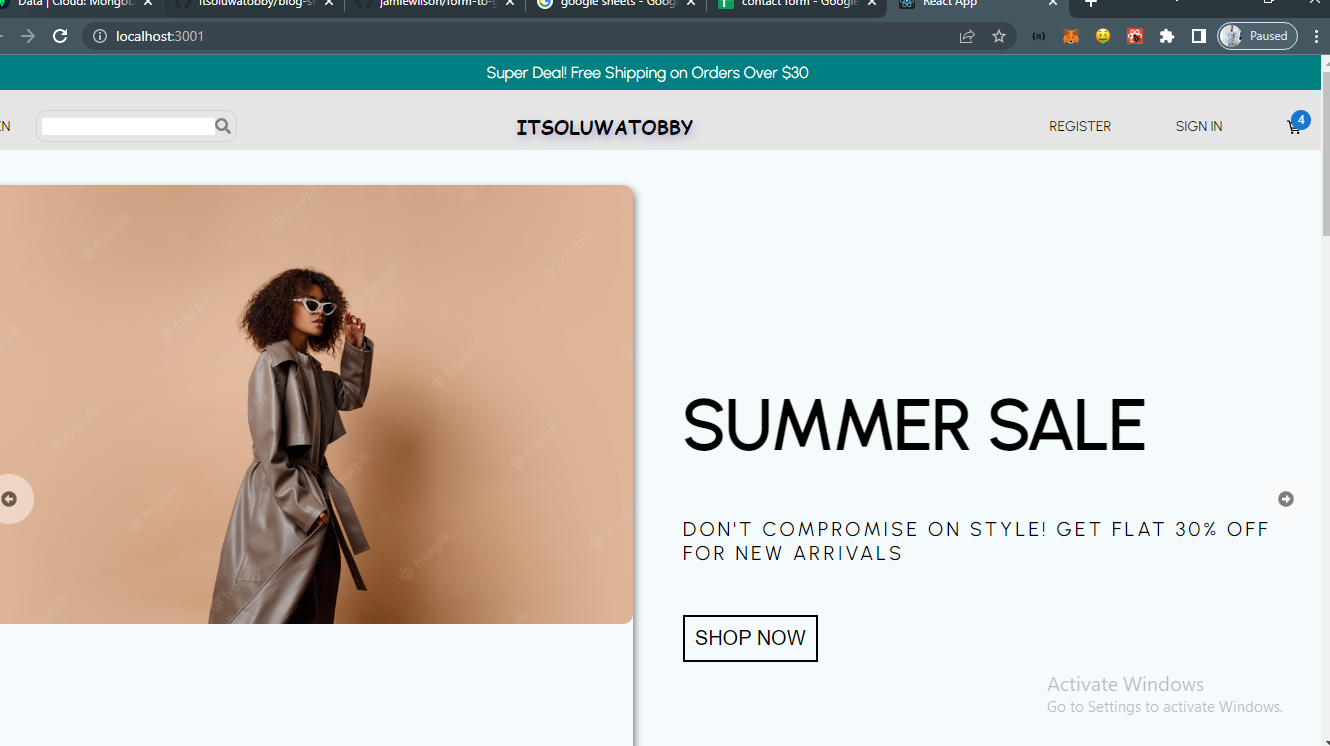 Data | Cloud: MongoD
itsoluwatobby/blog-s
jamiewilson/form-to-g
google sheets - Goog
contact form - Google
React App
localhost:3001
Paused
Super Deal! Free Shipping on Orders Over $30
EN
ITSOLUWATOBBY
REGISTER
SIGN IN
4
freepik
SUMMER SALE
DON'T COMPROMISE ON STYLE! GET FLAT 30% OFF
FOR NEW ARRIVALS
SHOP NOW
Activate Windows
Go to Settings to activate Windows.